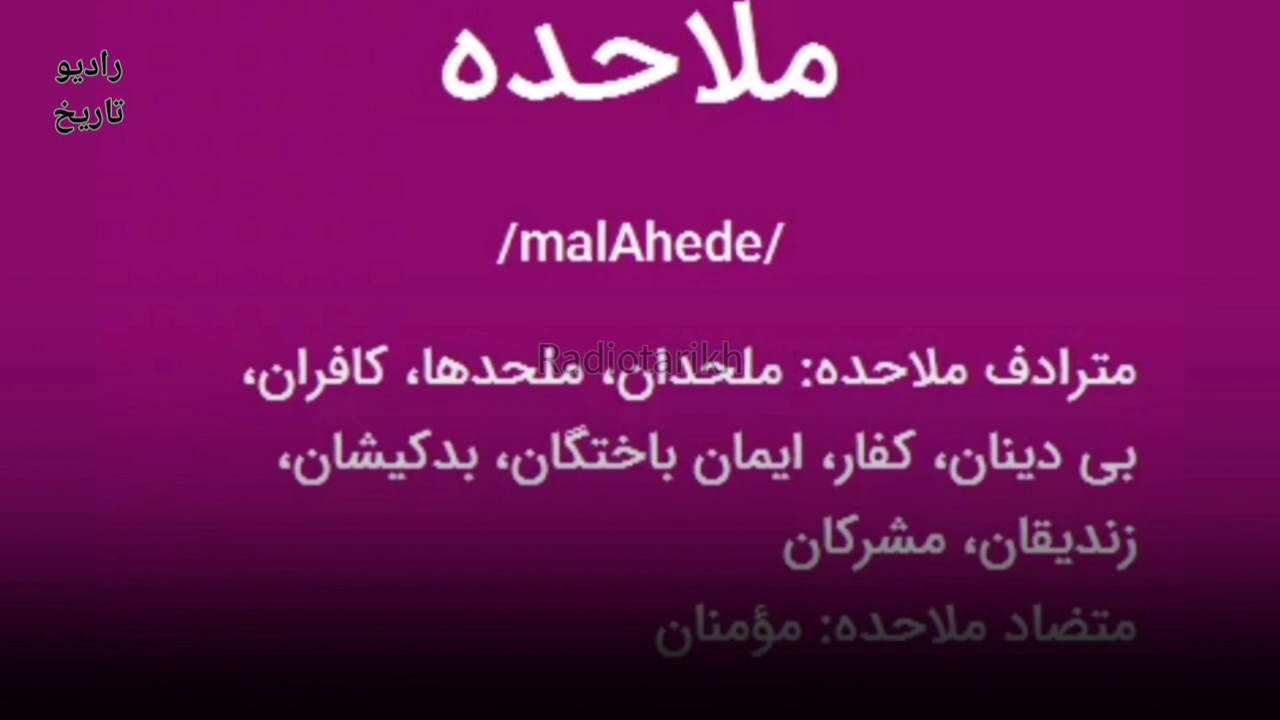 رادیو
تاریخ
ملاحده
/malAhede/
Radiotarikh
مترادف ملاحده: ملحدان، ملحدها، کافران،
بی دینان، کفار، ایمان باختگان، بدکیشان،
زندیقان، مشرکان
متضاد ملاحده: مؤمنان